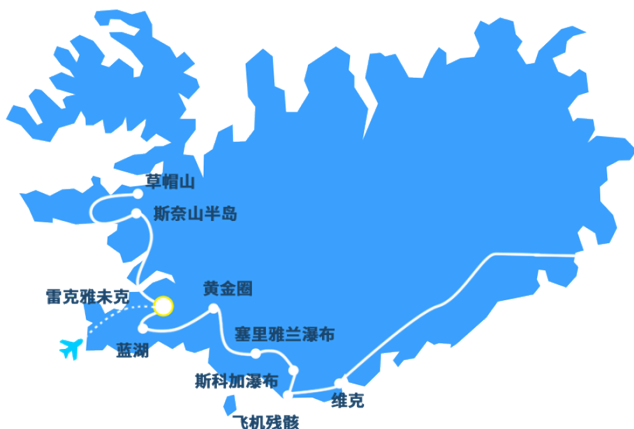 草帽山
斯奈山半岛
雷克雅未克
黄金圈
塞里雅兰瀑布
蓝湖
斯科加瀑布
维克
飞机残骸